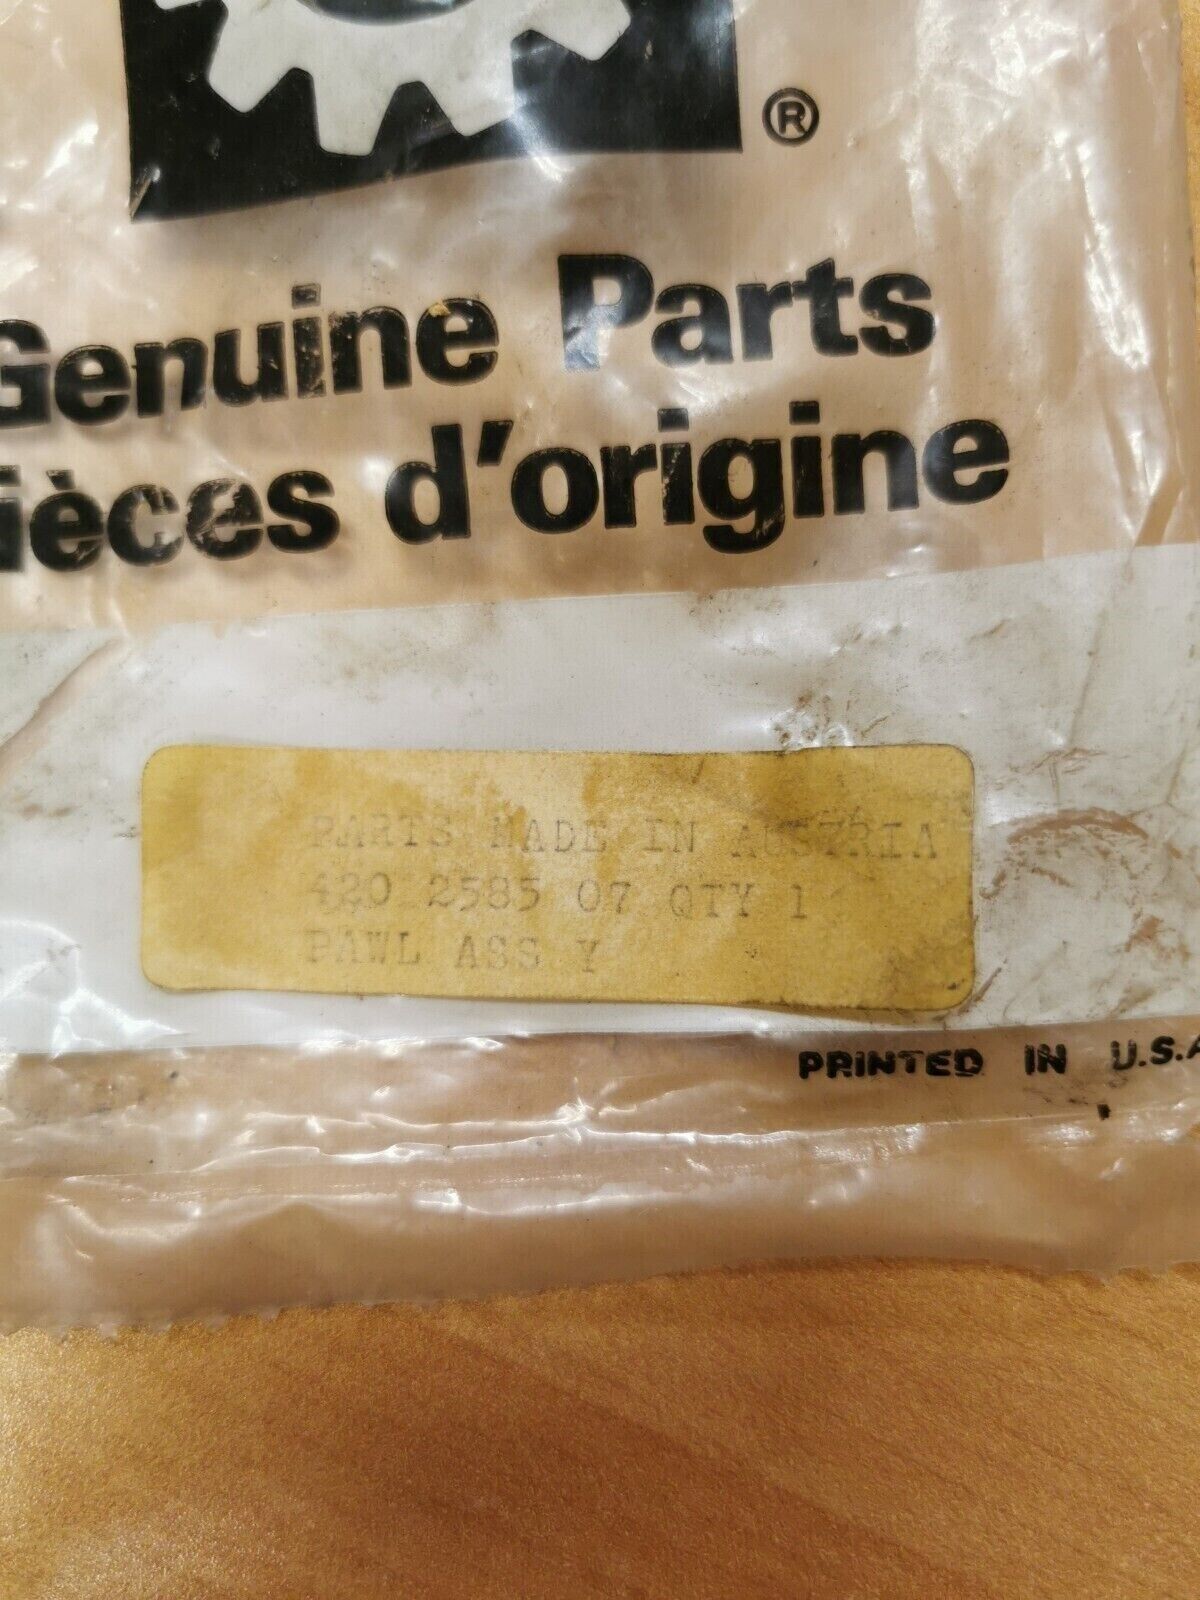 ®
Genuine Parts
ièces d'origine
PARTS MADE IN AUSTRIA
420 2585 07 QTY 1
PAWL ASS Y
PRINTED IN U.S.A